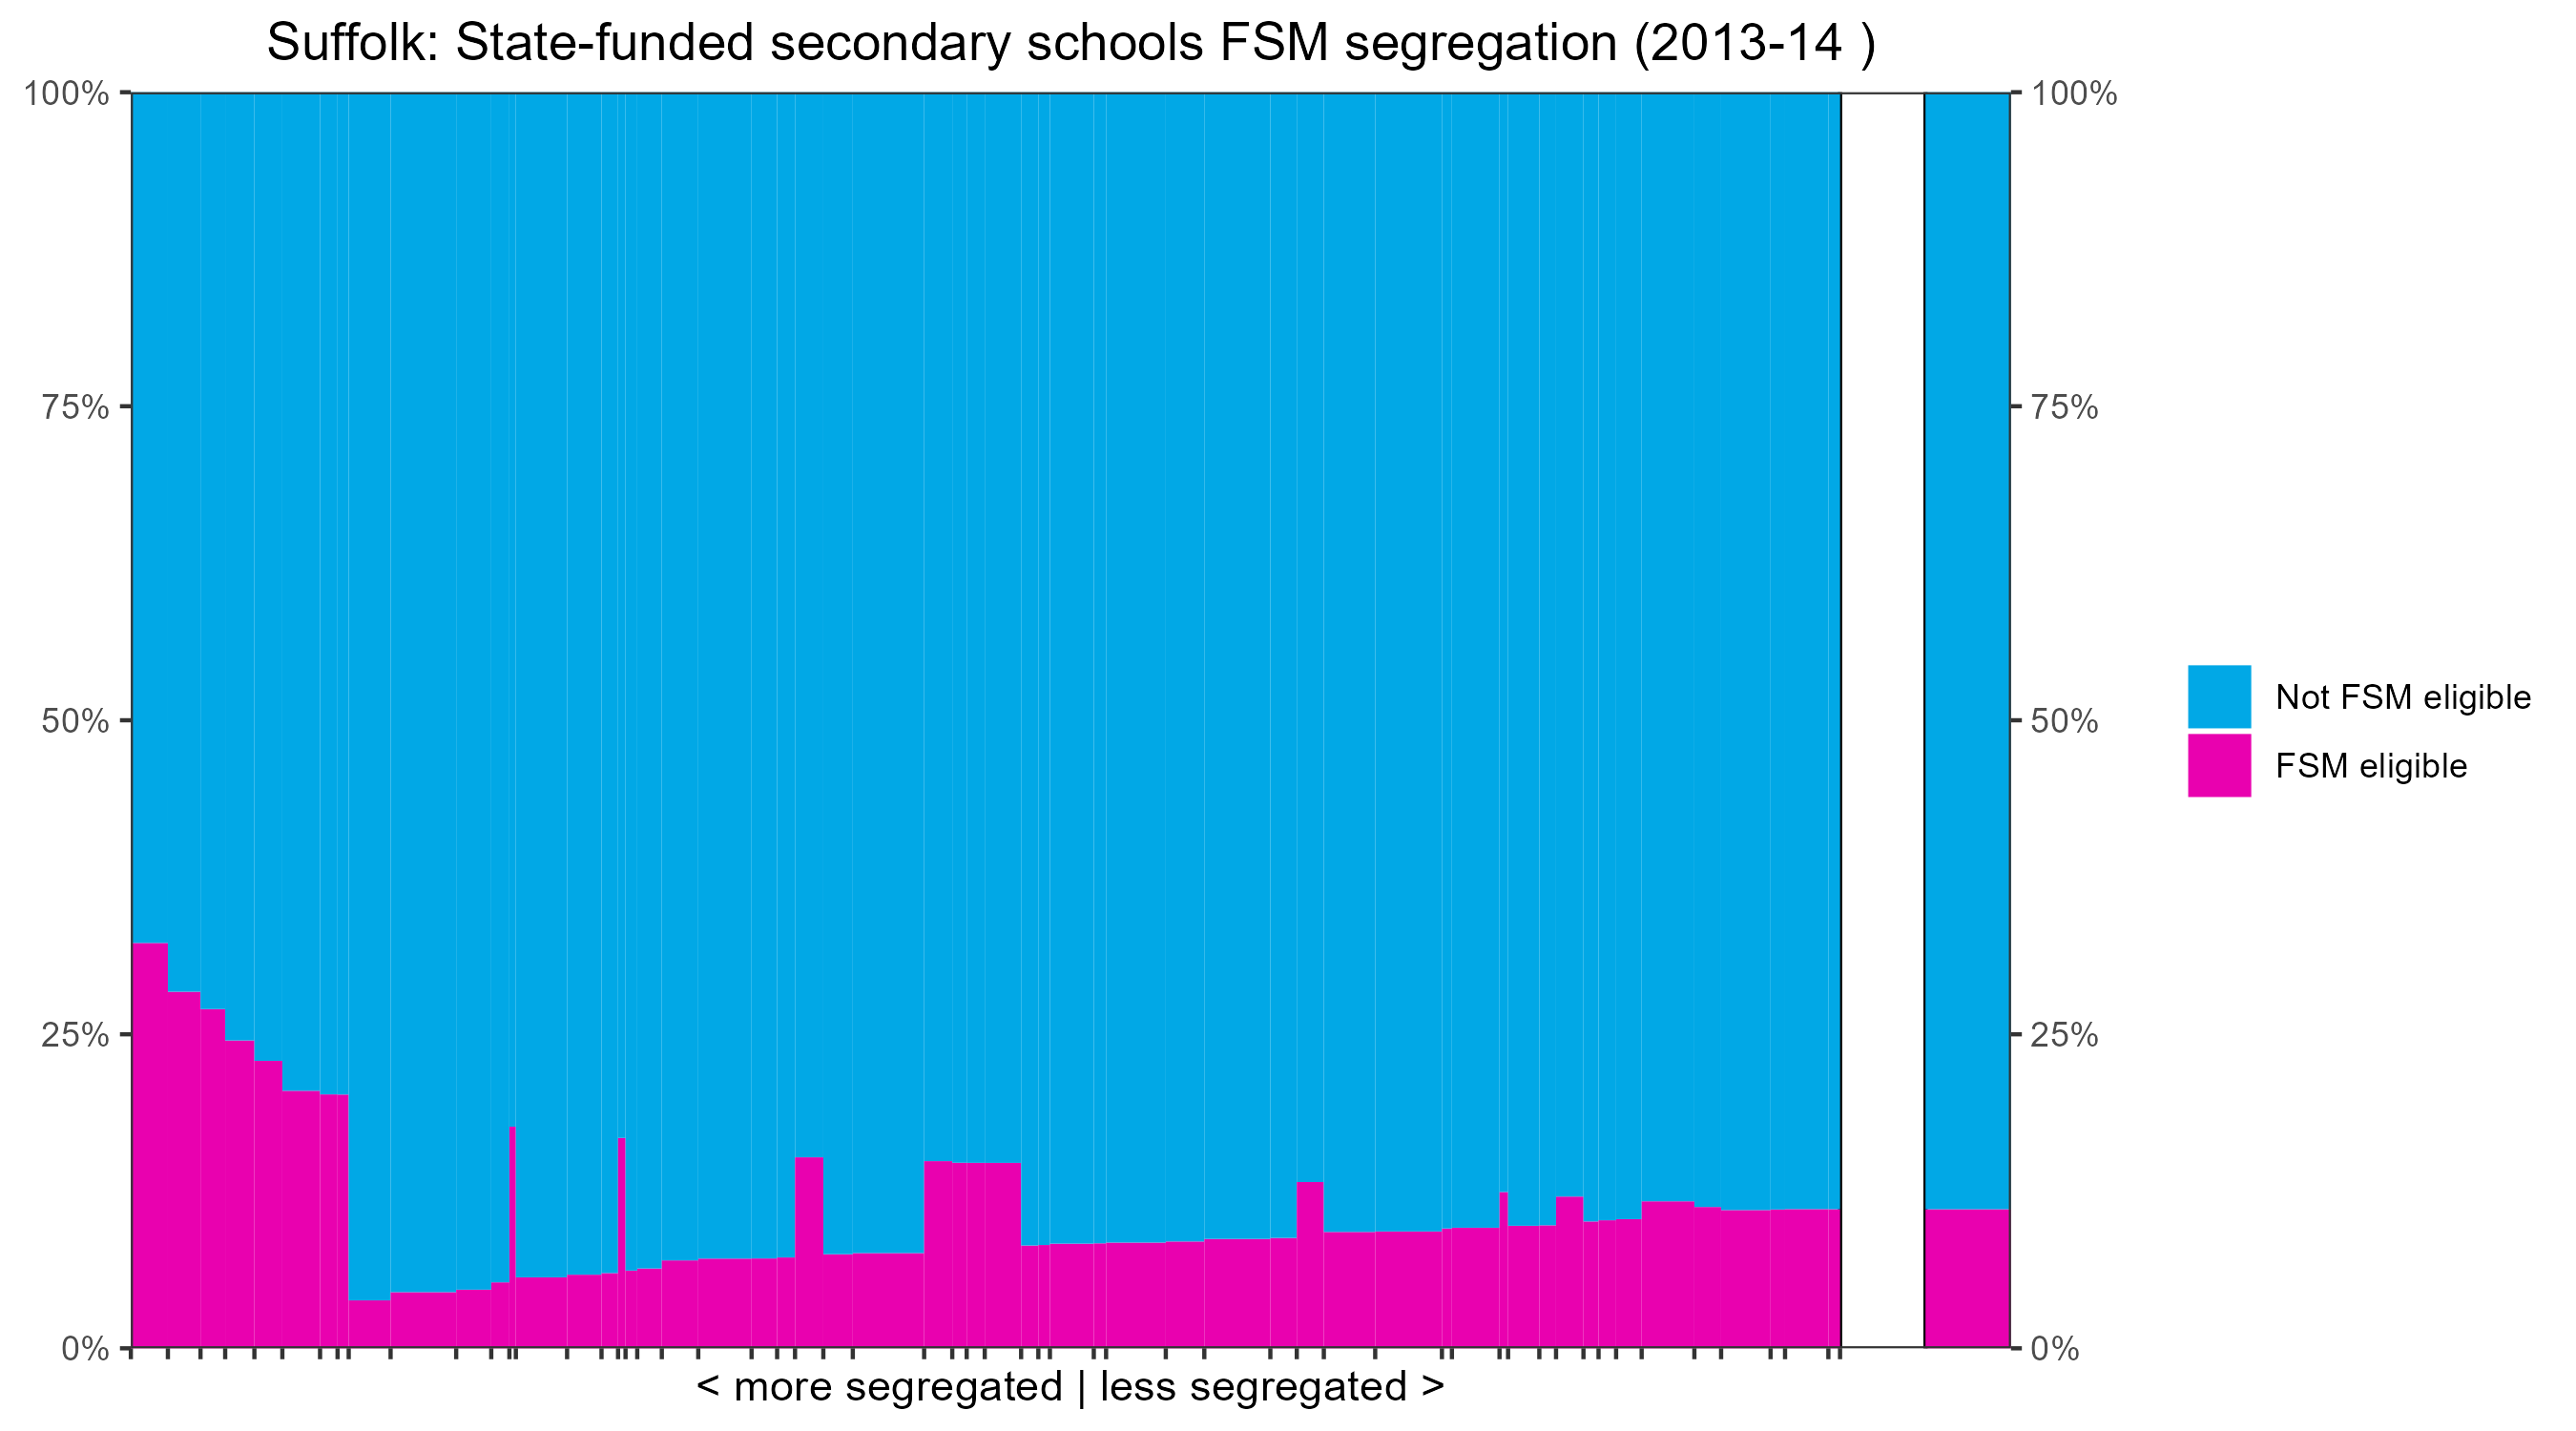 Suffolk: State-funded secondary schools FSM segregation (2013-14 )
100%
75%
50%
25%
0%
100%
75%
50%
25%
0%
Not FSM eligible
FSM eligible
< more segregated | less segregated >